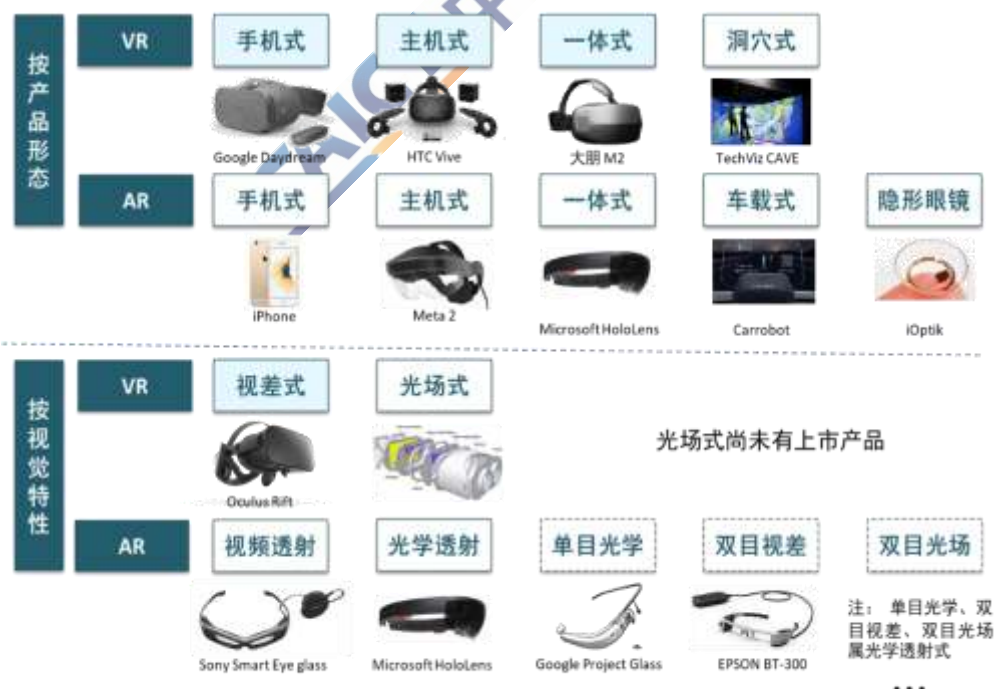 按产品形态
VR
手机式
主机式
一体式
洞穴式
Google Daydream
HTC Vive
大朋 M2
TechViz CAVE
AR
手机式
主机式
一体式
车载式
隐形眼镜
iPhone
Meta 2
Microsoft HoloLens
Carrobot
iOptik
按视觉特性
VR
视差式
光场式
光场式尚未有上市产品
Oculus Rift
AR
视频透射
光学透射
单目光学
双目视差
双目光场
Sony Smart Eye glass
Microsoft HoloLens
Google Project Glass
EPSON BT-300
注： 单目光学、双
目视差、双目光场
属光学透射式
...